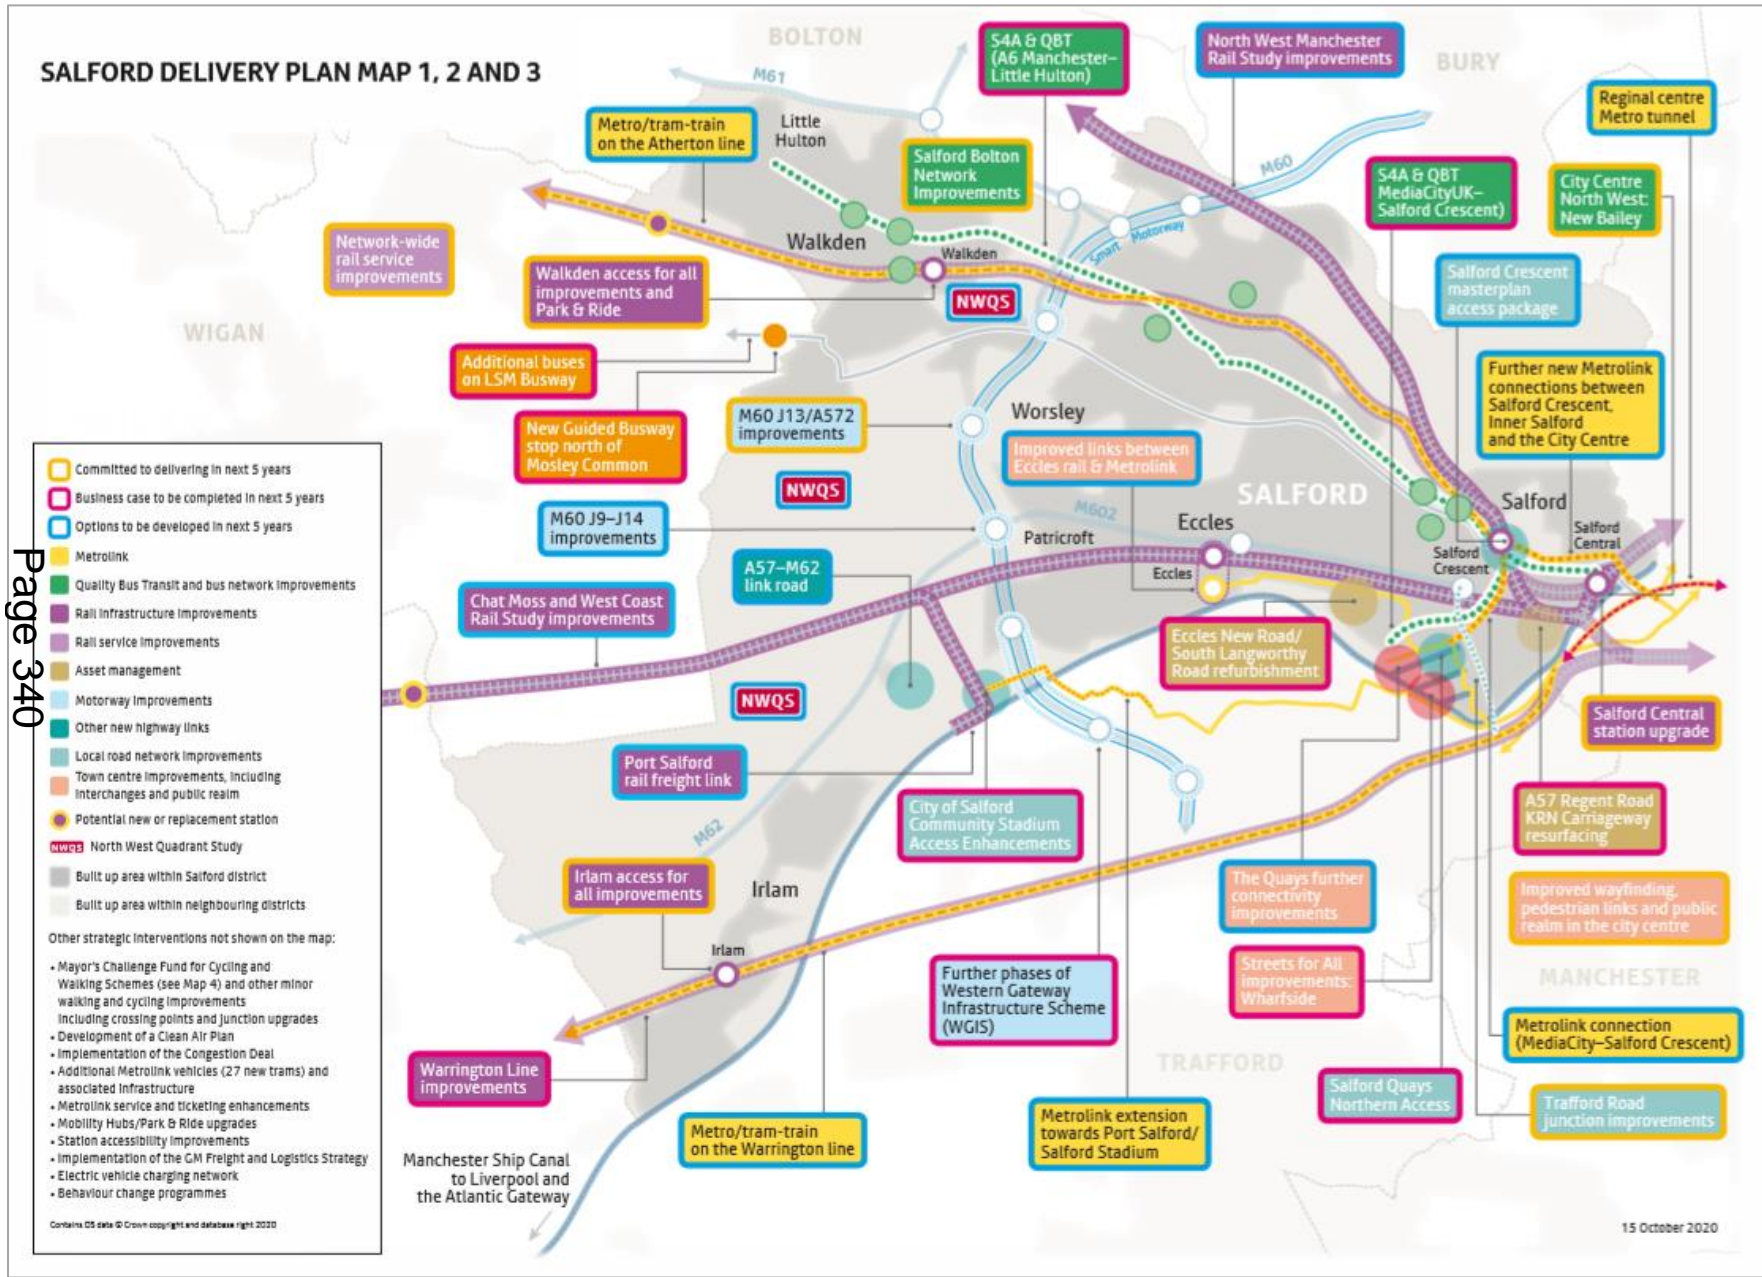 SALFORD DELIVERY PLAN MAP 1, 2 AND 3
BOLTON
BURY
WIGAN
SALFORD
MANCHESTER
TRAFFORD
M61
M60
Smart Motorway
M602
M62
Little
Hulton
Walkden
Walkden
Worsley
Patricroft
Eccles
Eccles
Salford
Salford
Central
Salford
Crescent
Irlam
Irlam
S4A & QBT
(A6 Manchester–
Little Hulton)
North West Manchester
Rail Study improvements
Reginal centre
Metro tunnel
Metro/tram-train
on the Atherton line
Salford Bolton
Network
Improvements
S4A & QBT
MediaCityUK–
Salford Crescent)
City Centre
North West:
New Bailey
Network-wide
rail service
improvements
Walkden access for all
improvements and
Park & Ride
NWQS
Salford Crescent
masterplan
access package
Additional buses
on LSM Busway
Further new Metrolink
connections between
Salford Crescent,
Inner Salford
and the City Centre
New Guided Busway
stop north of
Mosley Common
M60 J13/A572
improvements
Improved links between
Eccles rail & Metrolink
NWQS
M60 J9–J14
improvements
A57–M62
link road
Chat Moss and West Coast
Rail Study improvements
Eccles New Road/
South Langworthy
Road refurbishment
NWQS
Salford Central
station upgrade
Port Salford
rail freight link
City of Salford
Community Stadium
Access Enhancements
A57 Regent Road
KRN Carriageway
resurfacing
Irlam access for
all improvements
The Quays further
connectivity
improvements
Improved wayfinding,
pedestrian links and public
realm in the city centre
Further phases of
Western Gateway
Infrastructure Scheme
(WGIS)
Streets for All
improvements:
Wharfside
Metrolink connection
(MediaCity–Salford Crescent)
Warrington Line
improvements
Salford Quays
Northern Access
Trafford Road
junction improvements
Metro/tram-train
on the Warrington line
Metrolink extension
towards Port Salford/
Salford Stadium
Manchester Ship Canal
to Liverpool and
the Atlantic Gateway
15 October 2020
Page 340
Committed to delivering in next 5 years
Business case to be completed in next 5 years
Options to be developed in next 5 years
Metrolink
Quality Bus Transit and bus network improvements
Rail infrastructure improvements
Rail service improvements
Asset management
Motorway improvements
Other new highway links
Local road network improvements
Town centre improvements, including
interchanges and public realm
Potential new or replacement station
NWQS North West Quadrant Study
Built up area within Salford district
Built up area within neighbouring districts
Other strategic interventions not shown on the map:
• Mayor's Challenge Fund for Cycling and
Walking Schemes (see Map 4) and other minor
walking and cycling improvements
including crossing points and junction upgrades
• Development of a Clean Air Plan
• Implementation of the Congestion Deal
• Additional Metrolink vehicles (27 new trams) and
associated infrastructure
• Metrolink service and ticketing enhancements
• Mobility Hubs/Park & Ride upgrades
• Station accessibility improvements
• Implementation of the GM Freight and Logistics Strategy
• Electric vehicle charging network
• Behaviour change programmes
Contains OS data © Crown copyright and database right 2020